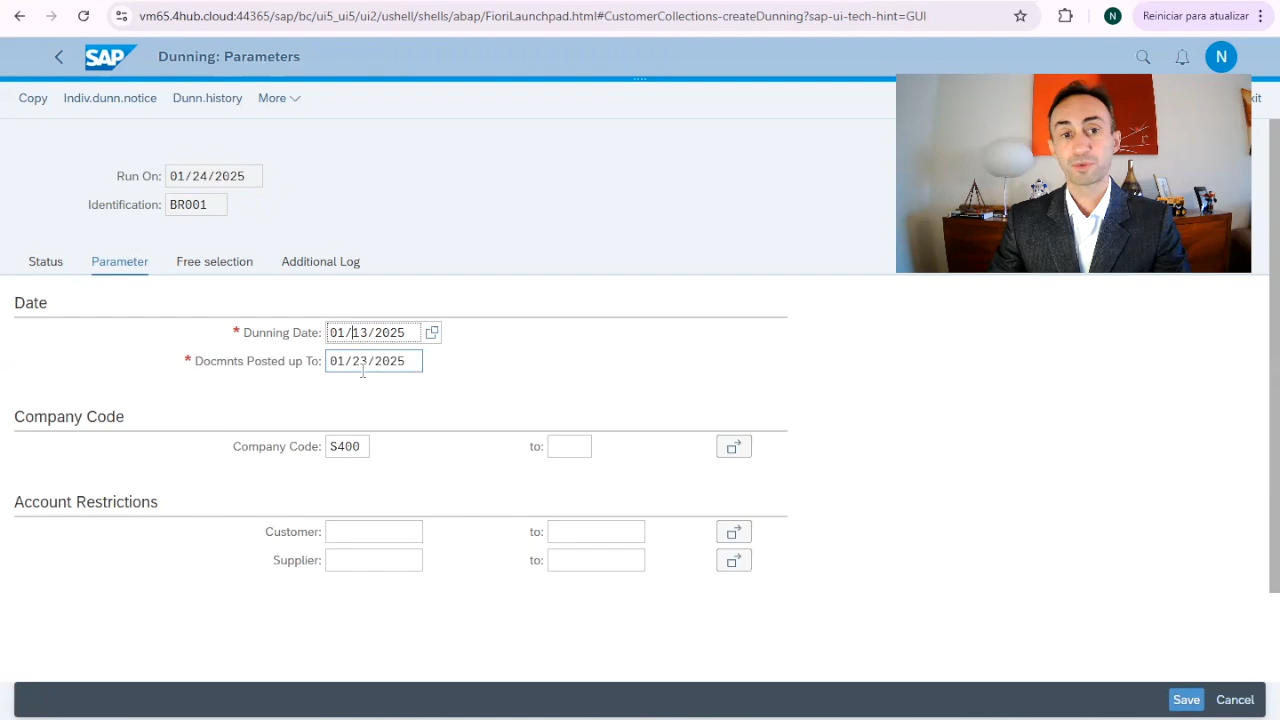 vm65.4hub.cloud:44365/sap/bc/ui5_ui5/ui2/ushell/shells/abap/FioriLaunchpad.html#CustomerCollections-createDunning?sap-ui-tech-hint=GUI
N
Reiniciar para atualizar
SAP
Dunning: Parameters
N
Copy
Indiv.dunn.notice
Dunn.history
More
xit
Run On: 01/24/2025
Identification: BR001
Status
Parameter
Free selection
Additional Log
Date
* Dunning Date: 01/13/2025
* Docmnts Posted up To: 01/23/2025
Company Code
Company Code: S400 to:
Account Restrictions
Customer: to:
Supplier: to:
Save
Cancel